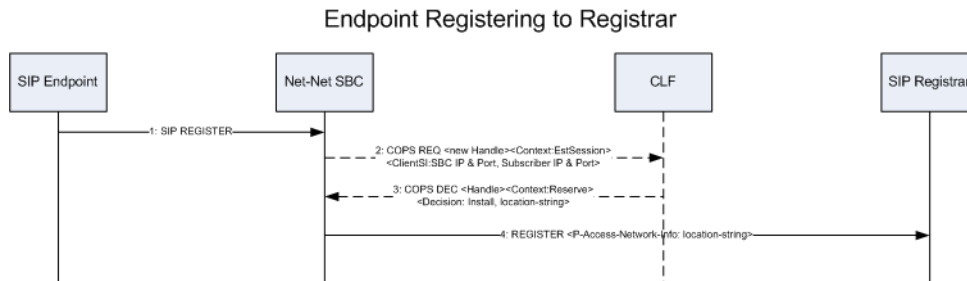 Endpoint Registering to Registrar
SIP Endpoint
Net-Net SBC
CLF
SIP Registrar
1: SIP REGISTER
2: COPS REQ <new Handle><Context:EstSession>
<ClientSI:SBC IP & Port, Subscriber IP & Port>
3: COPS DEC <Handle><Context:Reserve>
<Decision: Install, location-string>
4: REGISTER <P-Access-Network-Info: location-string>